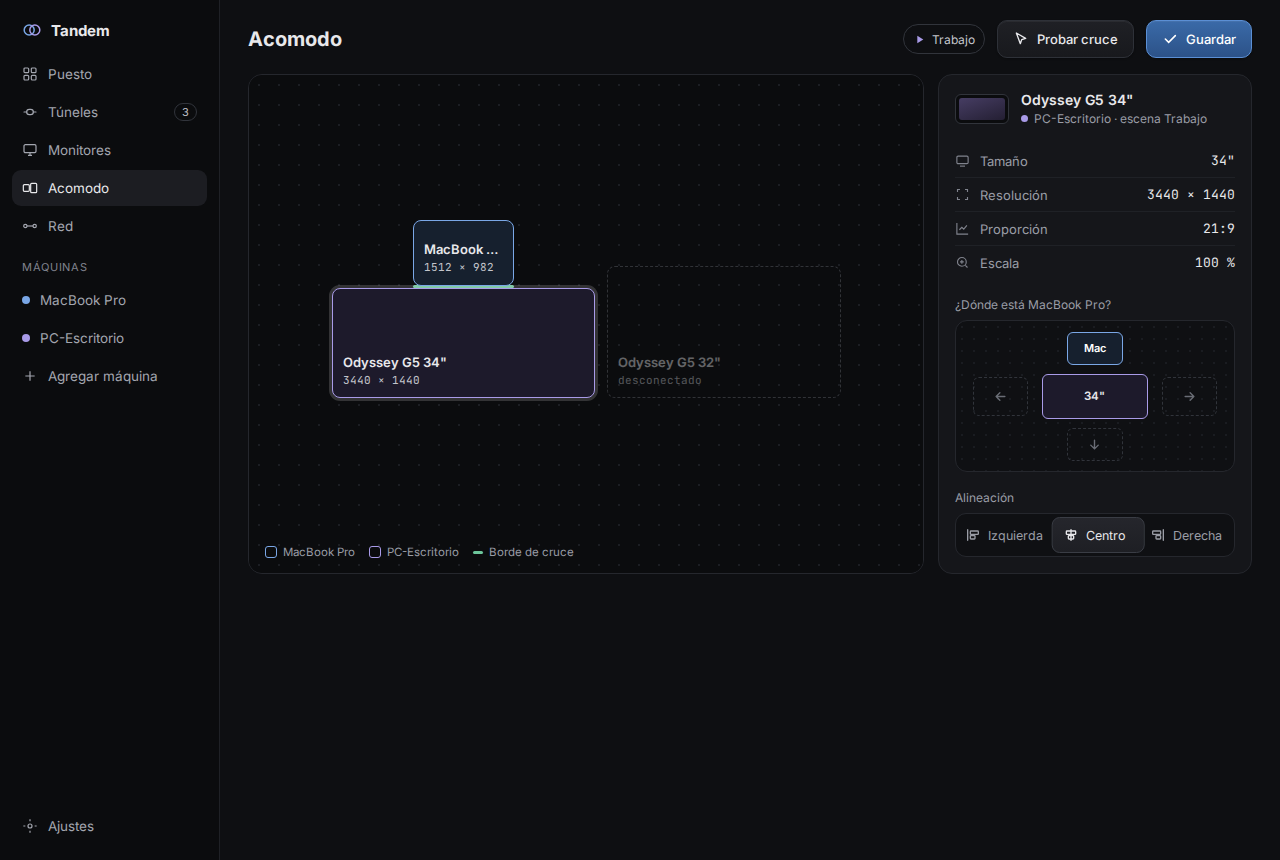 Tandem
Puesto
Túneles 3
Monitores
Acomodo
Red
MÁQUINAS
MacBook Pro
PC-Escritorio
Agregar máquina
Ajustes
Acomodo
Trabajo
Probar cruce
Guardar
MacBook ...
1512 × 982
Odyssey G5 34"
3440 × 1440
Odyssey G5 32"
desconectado
MacBook Pro
PC-Escritorio
Borde de cruce
Odyssey G5 34"
PC-Escritorio · escena Trabajo
Tamaño 34"
Resolución 3440 × 1440
Proporción 21:9
Escala 100 %
¿Dónde está MacBook Pro?
Mac
34"
Alineación
Izquierda
Centro
Derecha